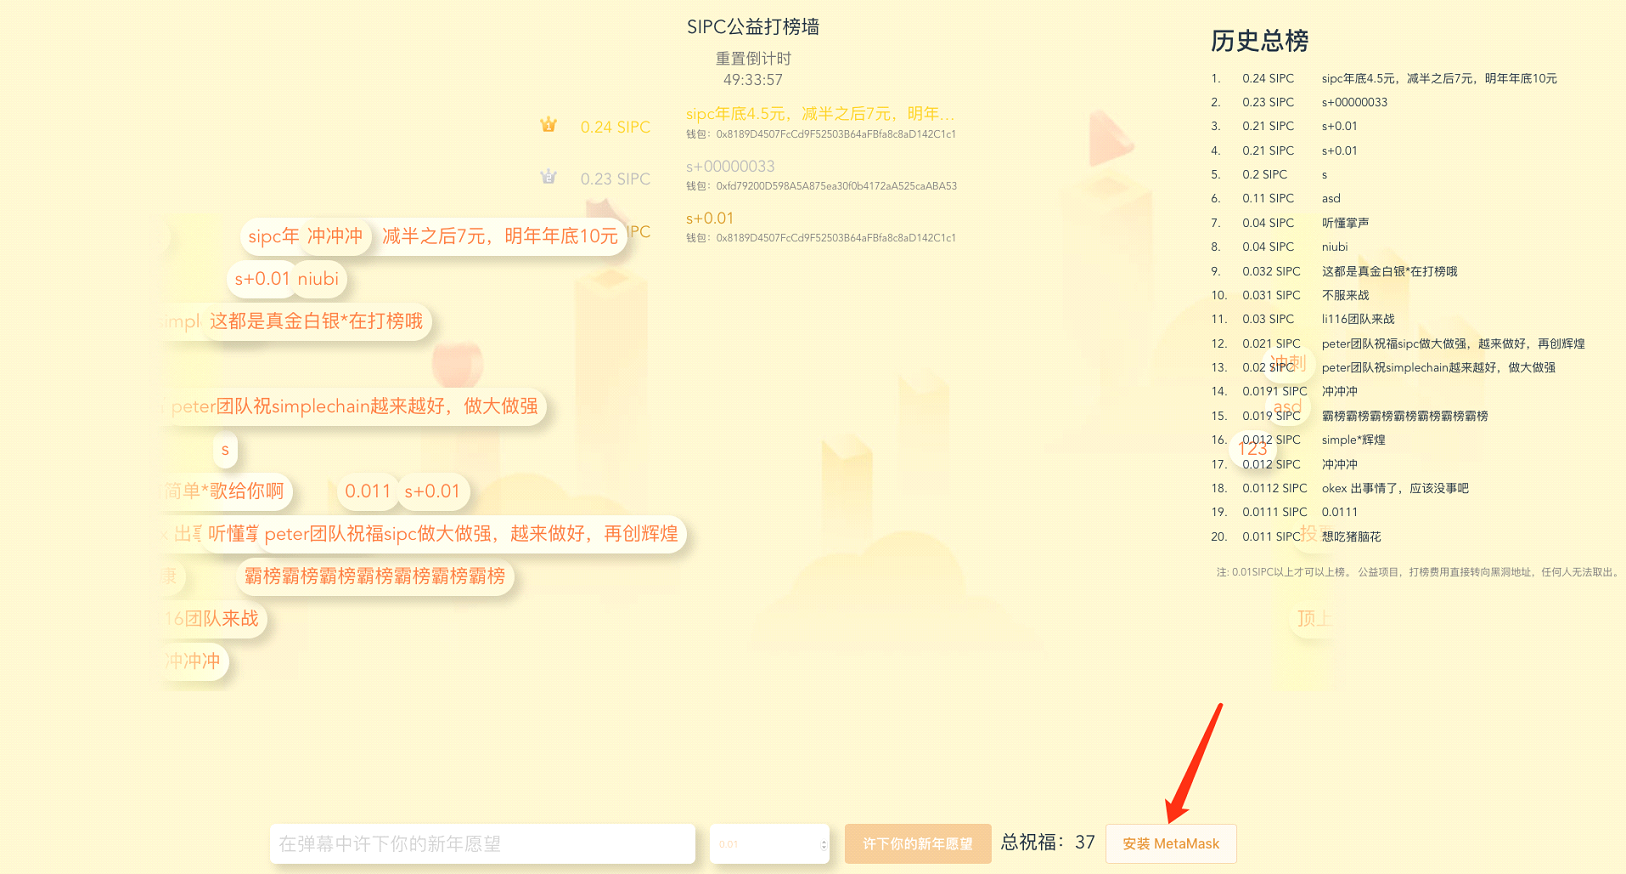 SIPC公益打榜墙
重置倒计时
49:33:57
1 0.24 SIPC sipc年底4.5元，减半之后7元，明年...
钱包：0x8189D4507FcCd9F52503B64aFBfa8c8aD142C1c1
2 0.23 SIPC s+00000033
钱包：0xfd79200D598A5A875ea30f0b4172aA525caABA53
IPC s+0.01
钱包：0x8189D4507FcCd9F52503B64aFBfa8c8aD142C1c1
sipc年 冲冲冲 减半之后7元，明年年底10元
s+0.01 niubi
simpl 这都是真金白银*在打榜哦
peter团队祝simplechain越来越好，做大做强
s
简单*歌给你啊 0.011 s+0.01
x 出 听懂 peter团队祝福sipc做大做强，越来做好，再创辉煌
康 霸榜霸榜霸榜霸榜霸榜霸榜霸榜
16团队来战
冲冲冲
历史总榜
1. 0.24 SIPC sipc年底4.5元，减半之后7元，明年年底10元
2. 0.23 SIPC s+00000033
3. 0.21 SIPC s+0.01
4. 0.21 SIPC s+0.01
5. 0.2 SIPC s
6. 0.11 SIPC asd
7. 0.04 SIPC 听懂掌声
8. 0.04 SIPC niubi
9. 0.032 SIPC 这都是真金白银*在打榜哦
10. 0.031 SIPC 不服来战
11. 0.03 SIPC li116团队来战
12. 0.021 SIPC peter团队祝福sipc做大做强，越来做好，再创辉煌
13. 0.02 SIPC peter团队祝simplechain越来越好，做大做强
14. 0.0191 SIPC 冲冲冲
15. 0.019 SIPC 霸榜霸榜霸榜霸榜霸榜霸榜霸榜
16. 0.012 SIPC simple*辉煌
17. 0.012 SIPC 冲冲冲
18. 0.0112 SIPC okex 出事情了，应该没事吧
19. 0.0111 SIPC 0.0111
20. 0.011 SIPC 想吃猪脑花
冲刺
asd
123
投
顶上
注: 0.01SIPC以上才可以上榜。 公益项目，打榜费用直接转向黑洞地址，任何人无法取出。
在弹幕中许下你的新年愿望 0.01 许下你的新年愿望 总祝福：37 安装 MetaMask